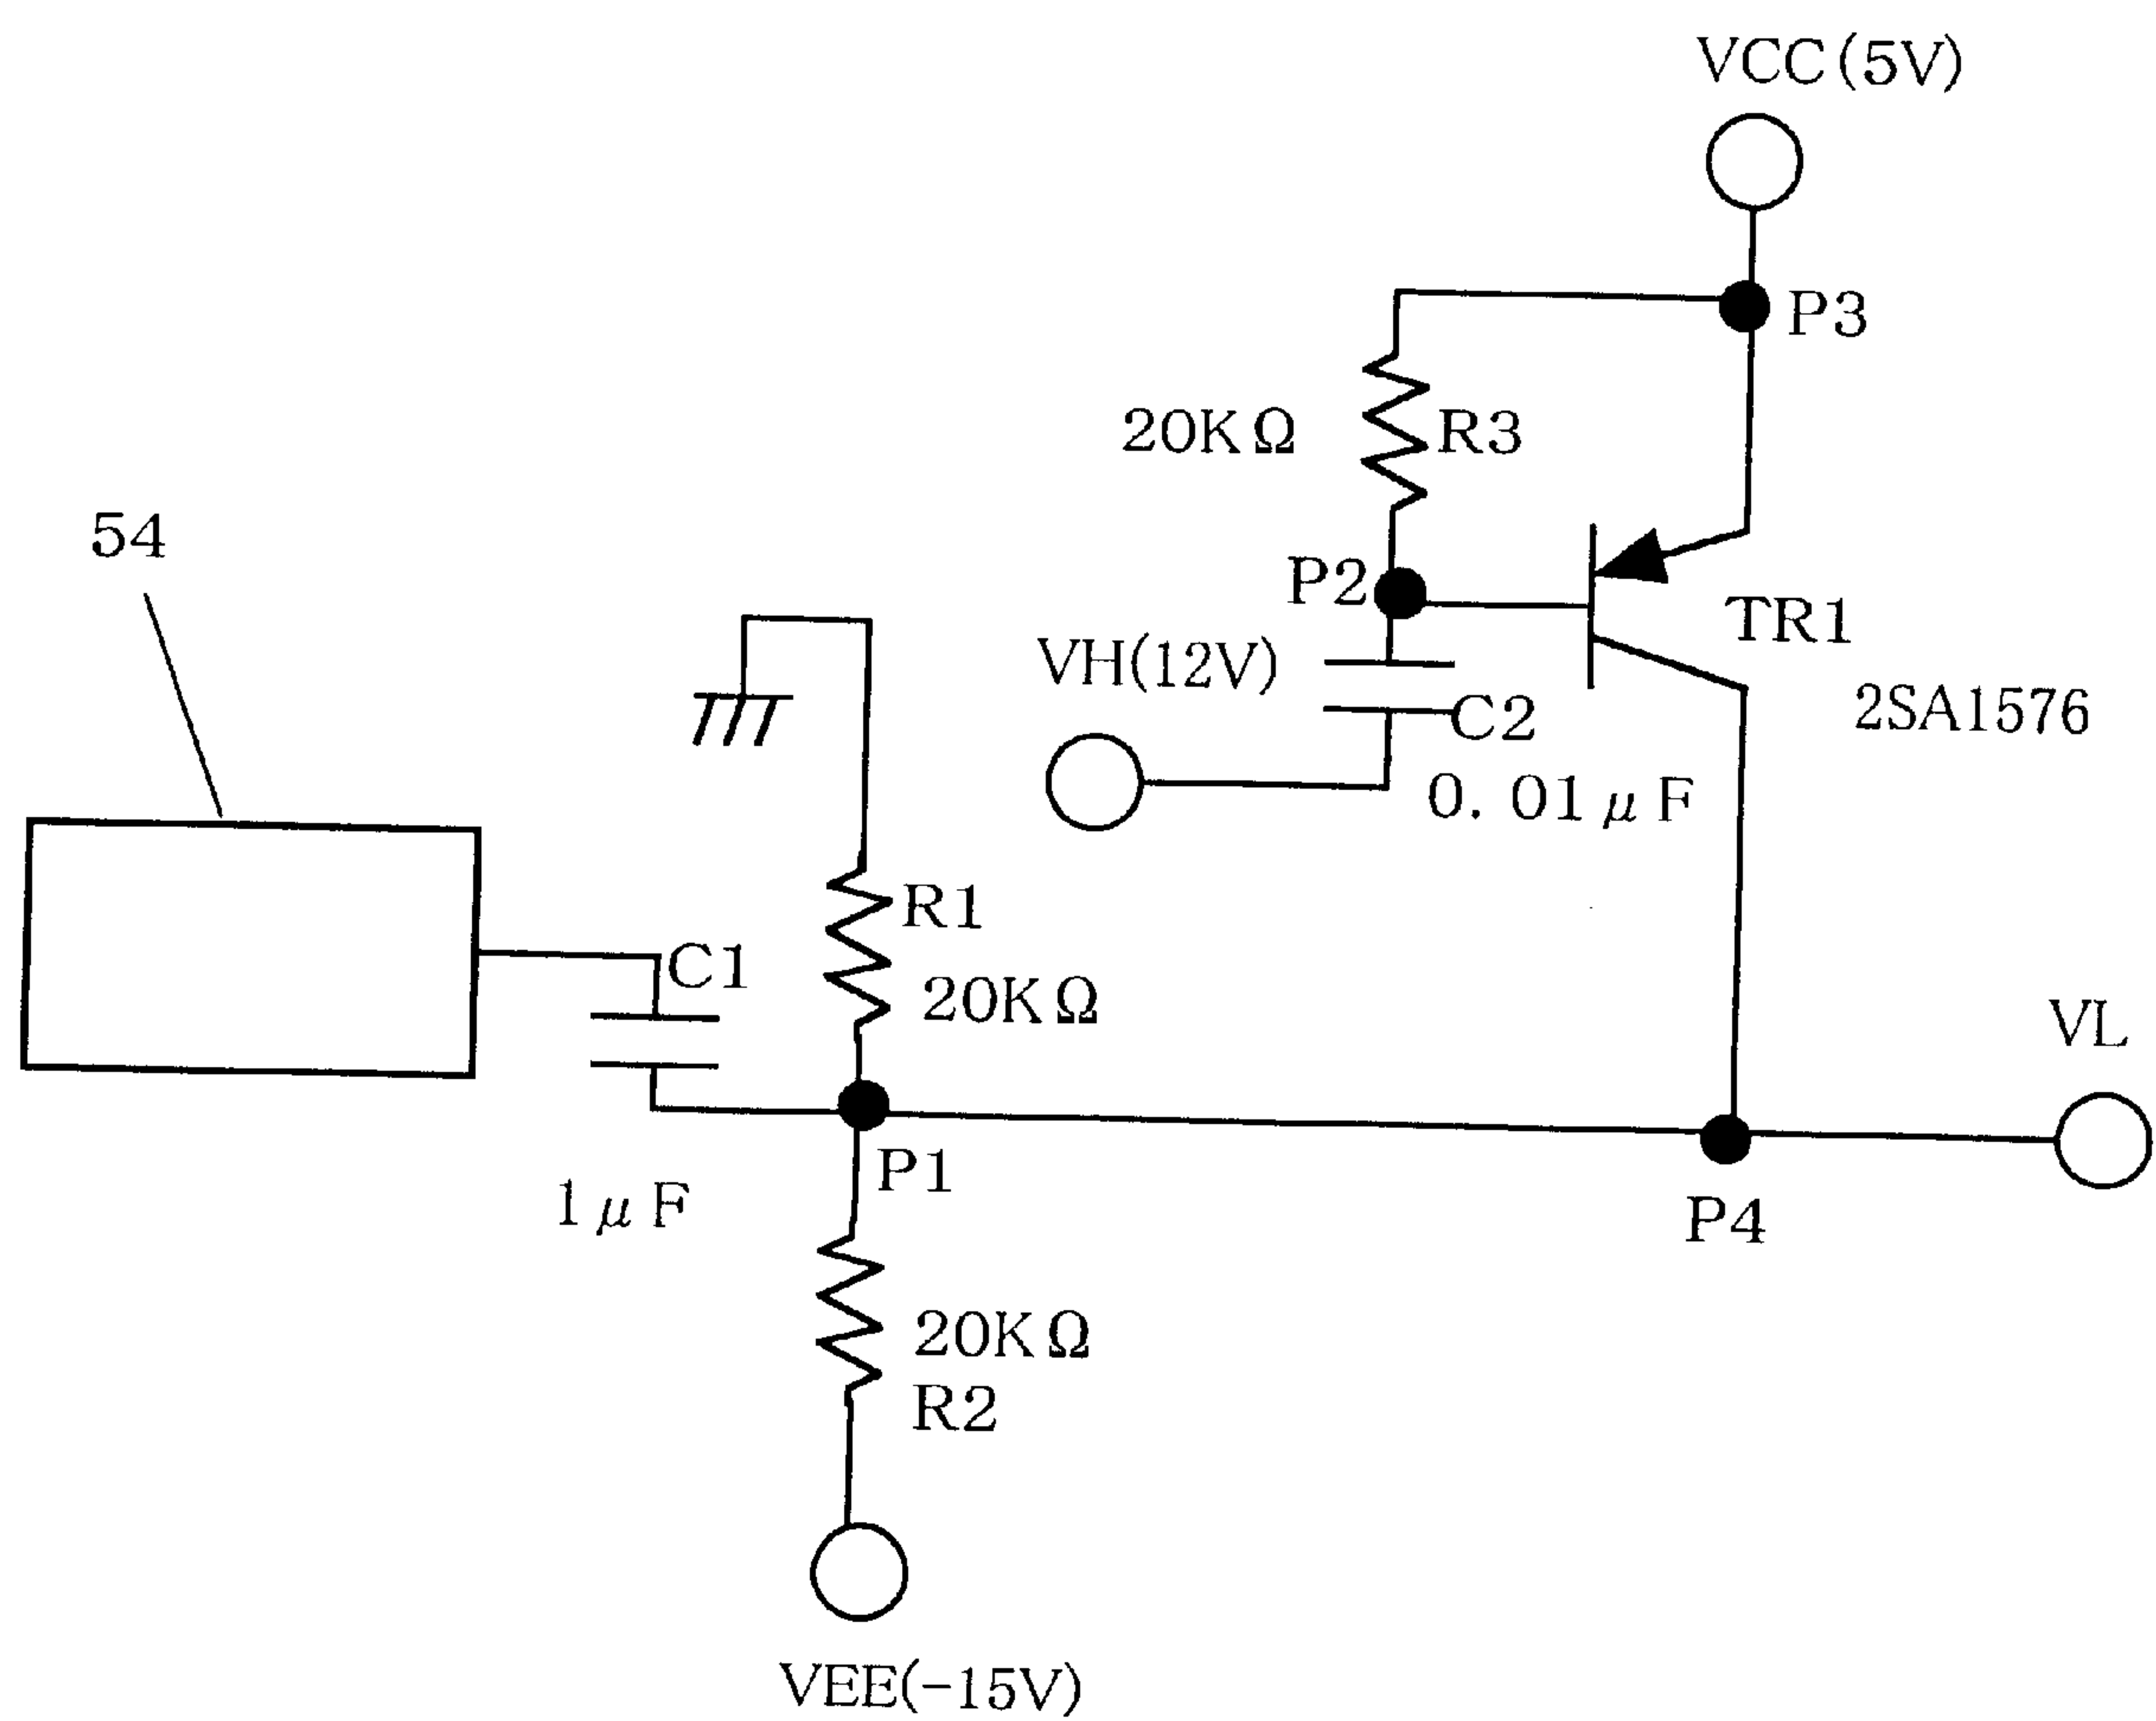 VCC(5V)
P3
20KΩ
R3
54
P2
TR1
VH(12V)
2SA1576
C2
0.01μF
R1
C1
20KΩ
VL
P1
1μF
P4
20KΩ
R2
VEE(-15V)